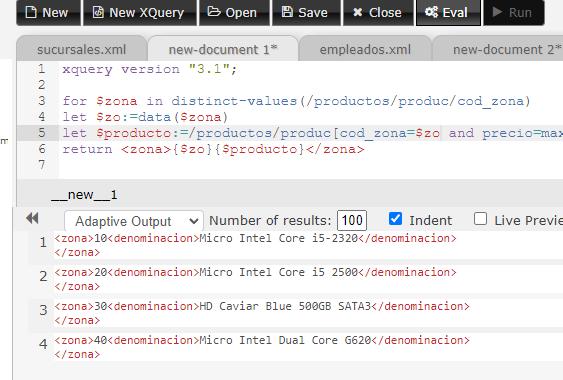 New New XQuery Open Save Close Eval Run
sucursales.xml new-document 1* empleados.xml new-document 2*
1 xquery version "3.1";
2
3 for $zona in distinct-values(/productos/produc/cod_zona)
4 let $zo:=data($zona)
5 let $producto:=/productos/produc[cod_zona=$zo and precio=max
6 return <zona>{$zo}{$producto}</zona>
7
__new__1
Adaptive Output Number of results: 100 Indent Live Previe
1 <zona>10<denominacion>Micro Intel Core i5-2320</denominacion>
</zona>
2 <zona>20<denominacion>Micro Intel Core i5 2500</denominacion>
</zona>
3 <zona>30<denominacion>HD Caviar Blue 500GB SATA3</denominacion>
</zona>
4 <zona>40<denominacion>Micro Intel Dual Core G620</denominacion>
</zona>